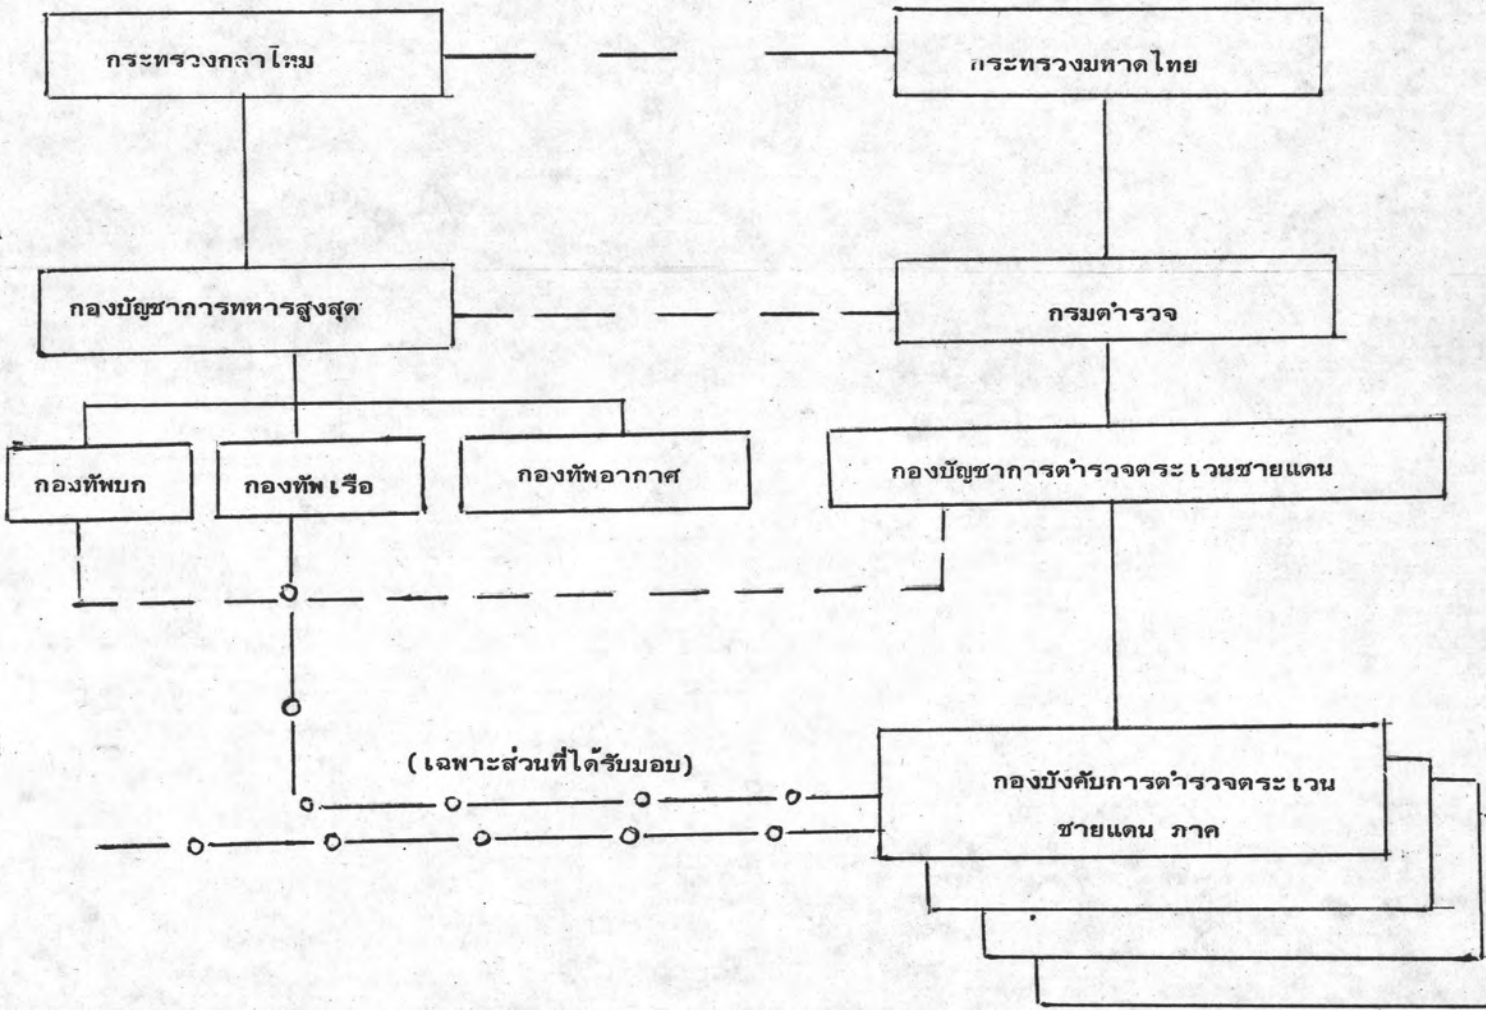 กระทรวงกลาโหม
กระทรวงมหาดไทย
กองบัญชาการทหารสูงสุด
กรมตำรวจ
กองทัพบก
กองทัพเรือ
กองทัพอากาศ
กองบัญชาการตำรวจตระเวนชายแดน
(เฉพาะส่วนที่ได้รับมอบ)
กองบังคับการตำรวจตระเวน
ชายแดน ภาค